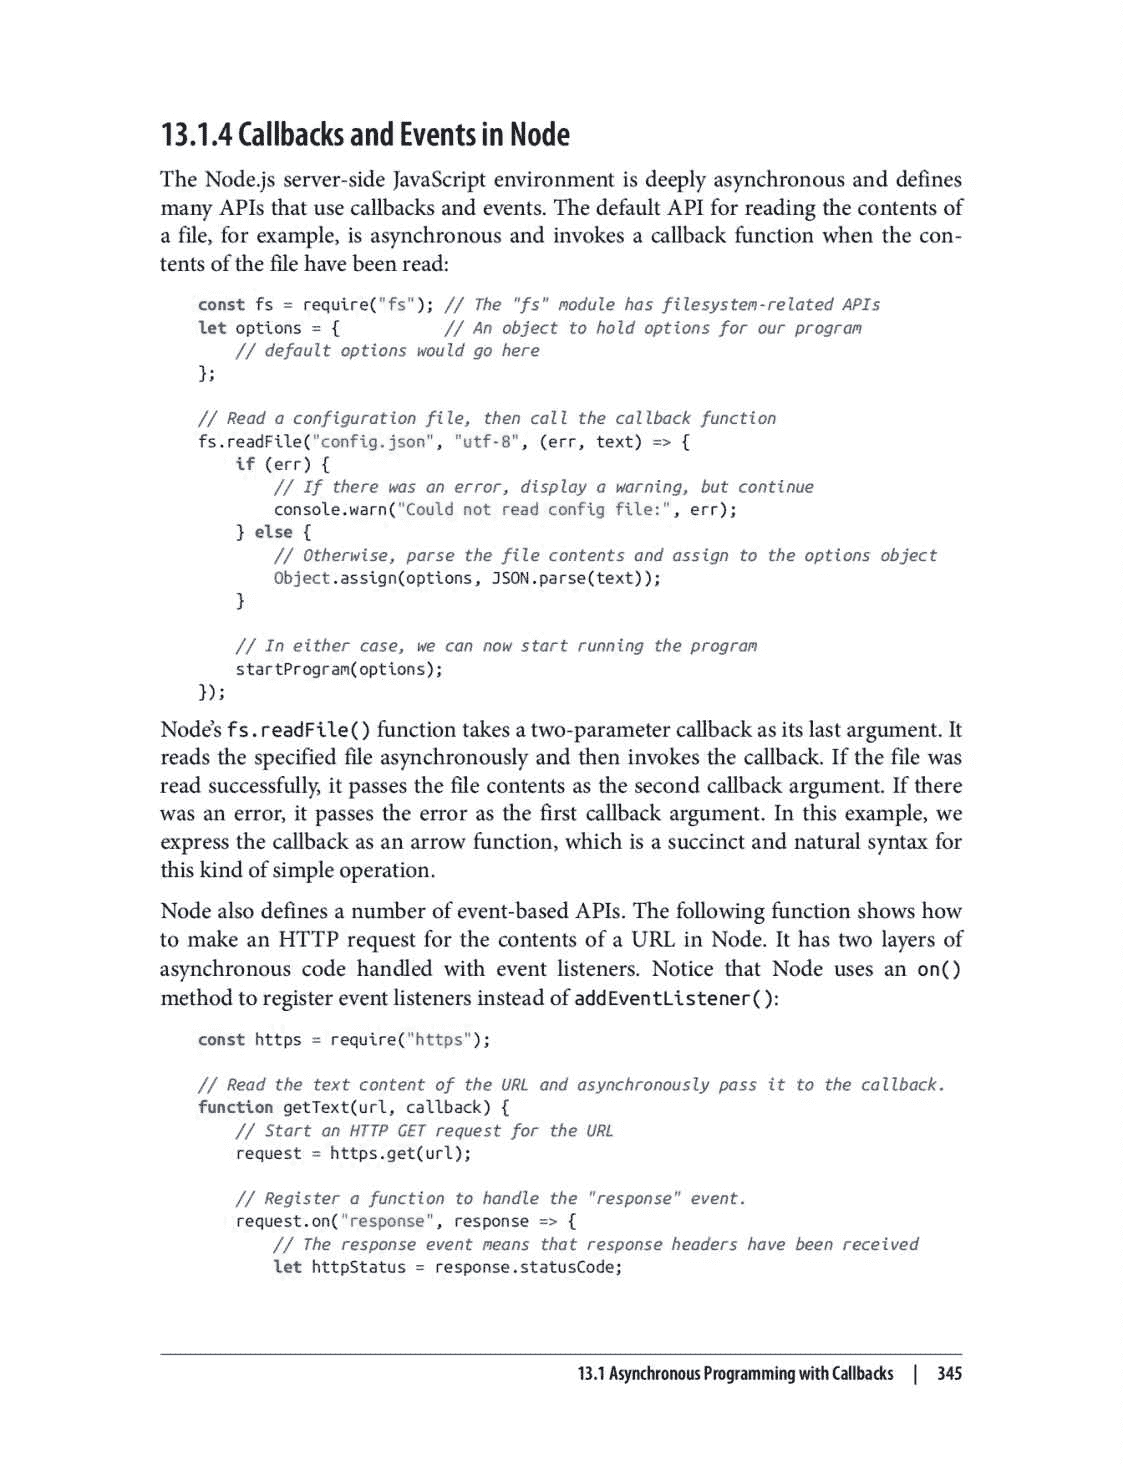 13.1.4 Callbacks and Events in Node
The Node.js server-side JavaScript environment is deeply asynchronous and defines
many APIs that use callbacks and events. The default API for reading the contents of
a file, for example, is asynchronous and invokes a callback function when the con-
tents of the file have been read:
const fs = require("fs"); // The "fs" module has filesystem-related APIs
let options = {           // An object to hold options for our program
    // default options would go here
};
// Read a configuration file, then call the callback function
fs.readFile("config.json", "utf-8", (err, text) => {
    if (err) {
        // If there was an error, display a warning, but continue
        console.warn("Could not read config file:", err);
    } else {
        // Otherwise, parse the file contents and assign to the options object
        Object.assign(options, JSON.parse(text));
    }
    // In either case, we can now start running the program
    startProgram(options);
});
Node's fs.readFile() function takes a two-parameter callback as its last argument. It
reads the specified file asynchronously and then invokes the callback. If the file was
read successfully, it passes the file contents as the second callback argument. If there
was an error, it passes the error as the first callback argument. In this example, we
express the callback as an arrow function, which is a succinct and natural syntax for
this kind of simple operation.
Node also defines a number of event-based APIs. The following function shows how
to make an HTTP request for the contents of a URL in Node. It has two layers of
asynchronous code handled with event listeners. Notice that Node uses an on()
method to register event listeners instead of addEventListener():
const https = require("https");
// Read the text content of the URL and asynchronously pass it to the callback.
function getText(url, callback) {
    // Start an HTTP GET request for the URL
    request = https.get(url);
    // Register a function to handle the "response" event.
    request.on("response", response => {
        // The response event means that response headers have been received
        let httpStatus = response.statusCode;
13.1 Asynchronous Programming with Callbacks | 345